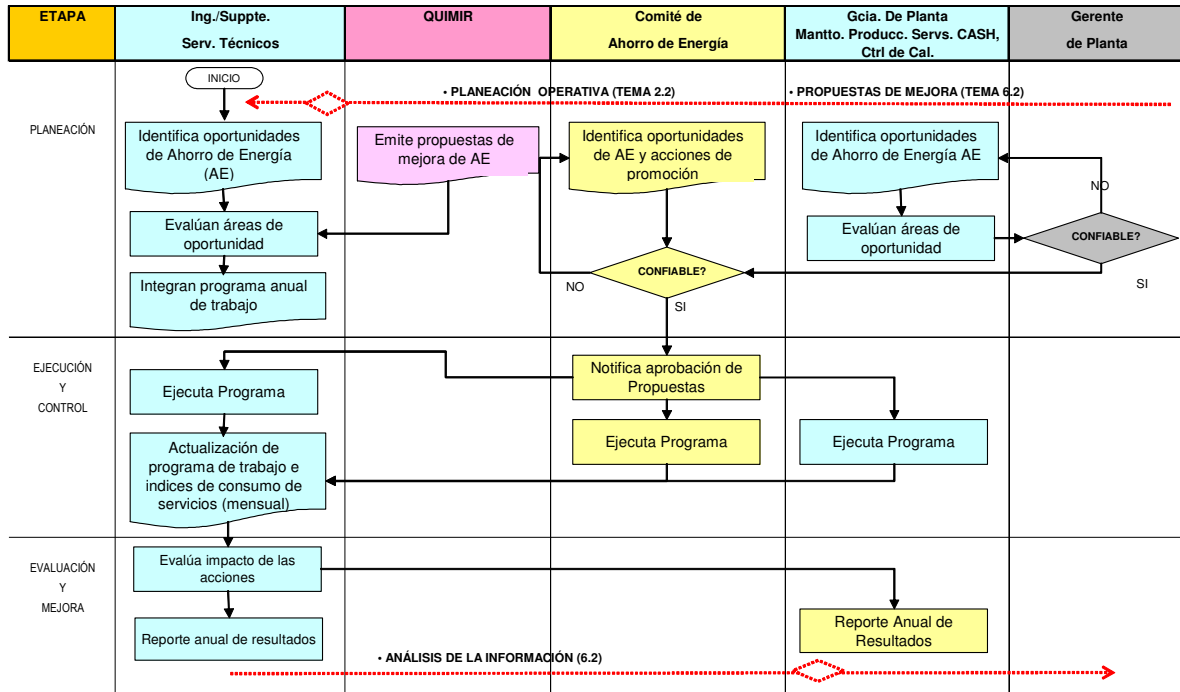 ETAPA
Ing./Suppte.
Serv. Técnicos
QUIMIR
Comité de
Ahorro de Energía
Gcia. De Planta
Mantto. Producc. Servs. CASH,
Ctrl de Cal.
Gerente
de Planta
INICIO
• PLANEACIÓN OPERATIVA (TEMA 2.2)
• PROPUESTAS DE MEJORA (TEMA 6.2)
PLANEACIÓN
Identifica oportunidades
de Ahorro de Energía
(AE)
Emite propuestas de
mejora de AE
Identifica oportunidades
de AE y acciones de
promoción
Identifica oportunidades
de Ahorro de Energía AE
NO
Evalúan áreas de
oportunidad
Evalúan áreas de
oportunidad
CONFIABLE?
CONFIABLE?
NO
SI
SI
Integran programa anual
de trabajo
EJECUCIÓN
Y
CONTROL
Notifica aprobación de
Propuestas
Ejecuta Programa
Ejecuta Programa
Ejecuta Programa
Actualización de
programa de trabajo e
indices de consumo de
servicios (mensual)
EVALUACIÓN
Y
MEJORA
Evalúa impacto de las
acciones
Reporte anual de resultados
Reporte Anual de
Resultados
• ANÁLISIS DE LA INFORMACIÓN (6.2)